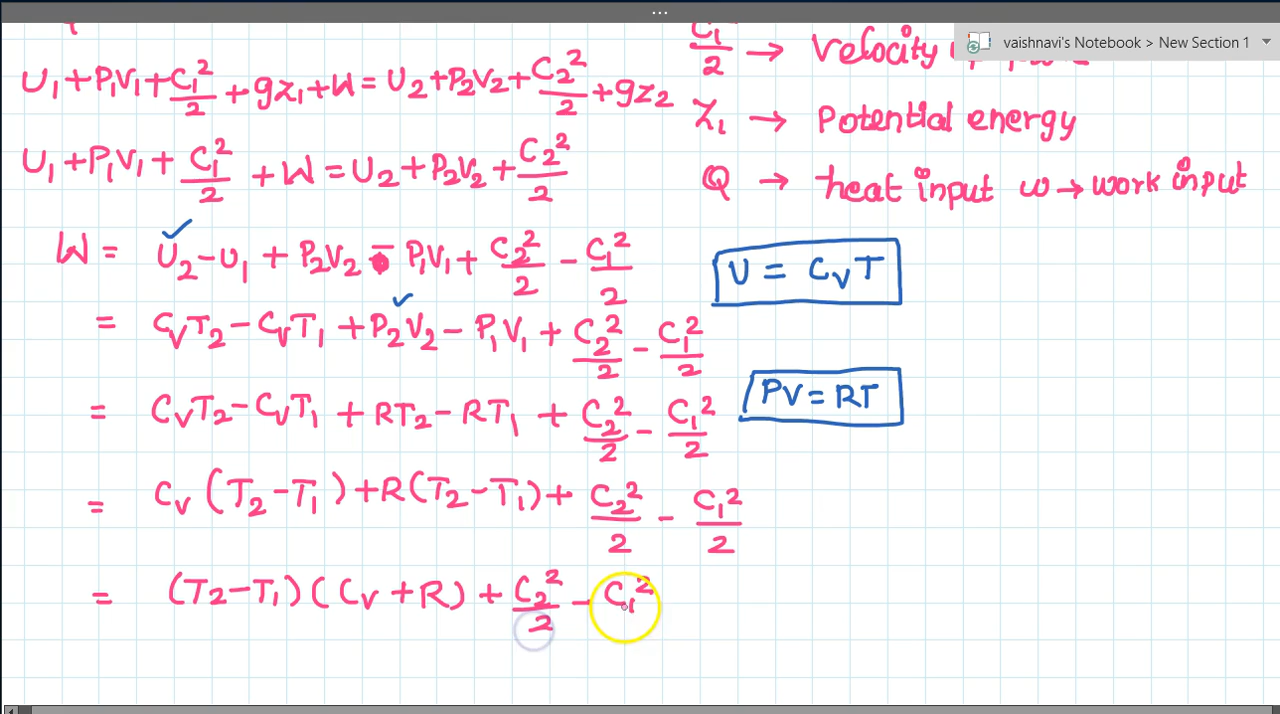 ...
vaishnavi's Notebook > New Section 1
C₁²/2 → Velocity
U₁ + P₁V₁ + C₁²/2 + gz₁ + W = U₂ + P₂V₂ + C₂²/2 + gz₂
Z₁ → Potential energy
U₁ + P₁V₁ + C₁²/2 + W = U₂ + P₂V₂ + C₂²/2
Q → heat input w → work input
W = U₂ - U₁ + P₂V₂ - P₁V₁ + C₂²/2 - C₁²/2
U = CᵥT
= CᵥT₂ - CᵥT₁ + P₂V₂ - P₁V₁ + C₂²/2 - C₁²/2
PV = RT
= CᵥT₂ - CᵥT₁ + RT₂ - RT₁ + C₂²/2 - C₁²/2
= Cᵥ (T₂ - T₁) + R(T₂ - T₁) + C₂²/2 - C₁²/2
= (T₂ - T₁) (Cᵥ + R) + C₂²/2 - C₁²